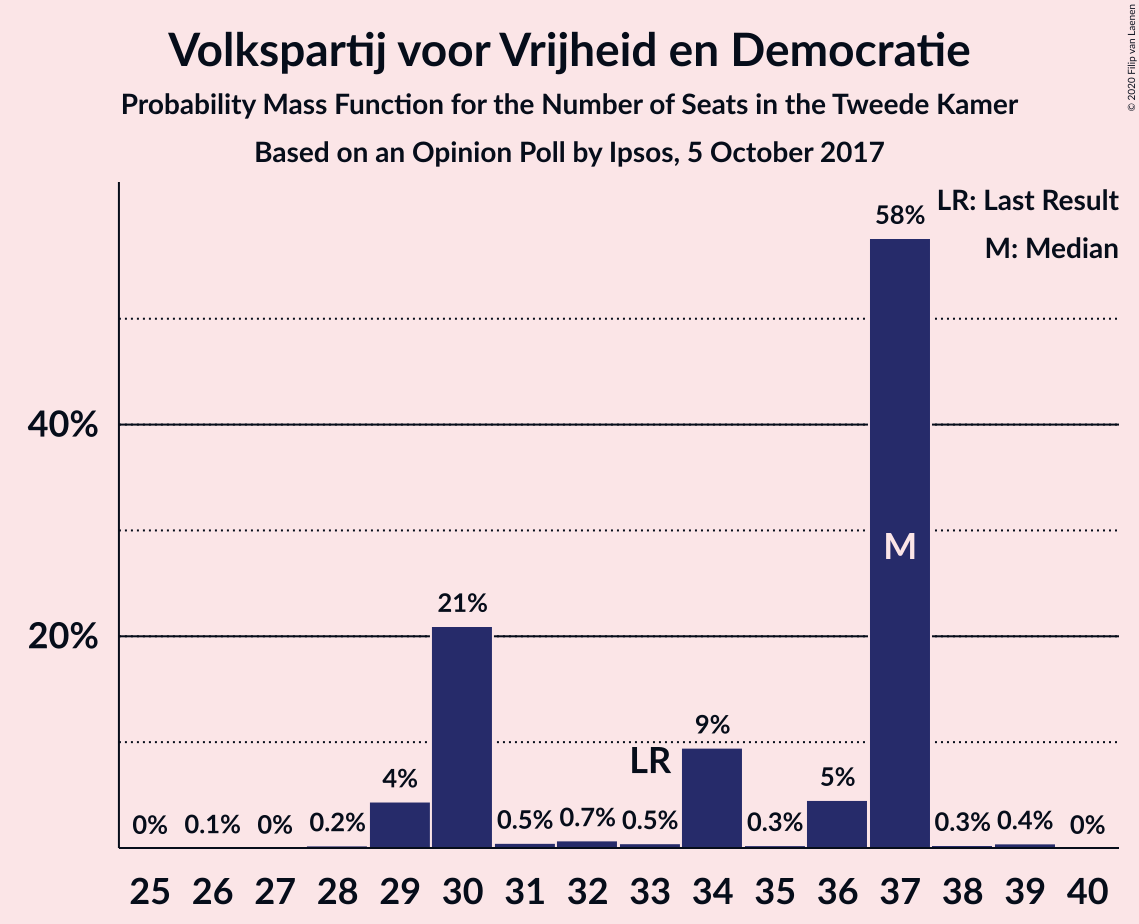 Volkspartij voor Vrijheid en Democratie
Probability Mass Function for the Number of Seats in the Tweede Kamer
Based on an Opinion Poll by Ipsos, 5 October 2017
© 2020 Filip van Laenen
LR: Last Result
M: Median
58%
40%
M
21%
20%
9%
LR
4%
5%
0%
0.1%
0%
0.2%
0.5%
0.7%
0.5%
0.3%
0.3%
0.4%
0%
25 26 27 28 29 30 31 32 33 34 35 36 37 38 39 40